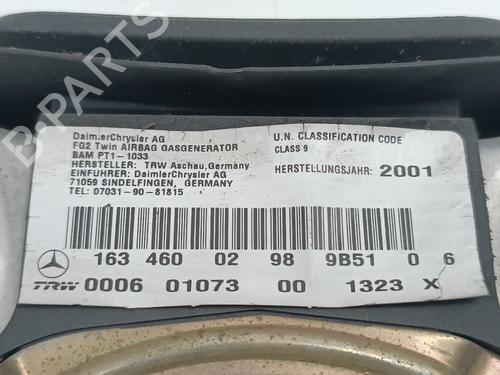 DaimlerChrysler AG
FG2 Twin AIRBAG GASGENERATOR
BAM PT1-1033
HERSTELLER: TRW Aschau,Germany
EINFUHRER: DaimlerChrysler AG
71059 SINDELFINGEN, GERMANY
TEL: 07031-90-81815
U.N. CLASSIFICATION CODE
CLASS 9
HERSTELLUNGSJAHR: 2001
163 460 02 98 9B51 0 6
TRW 0006 01073 00 1323 X